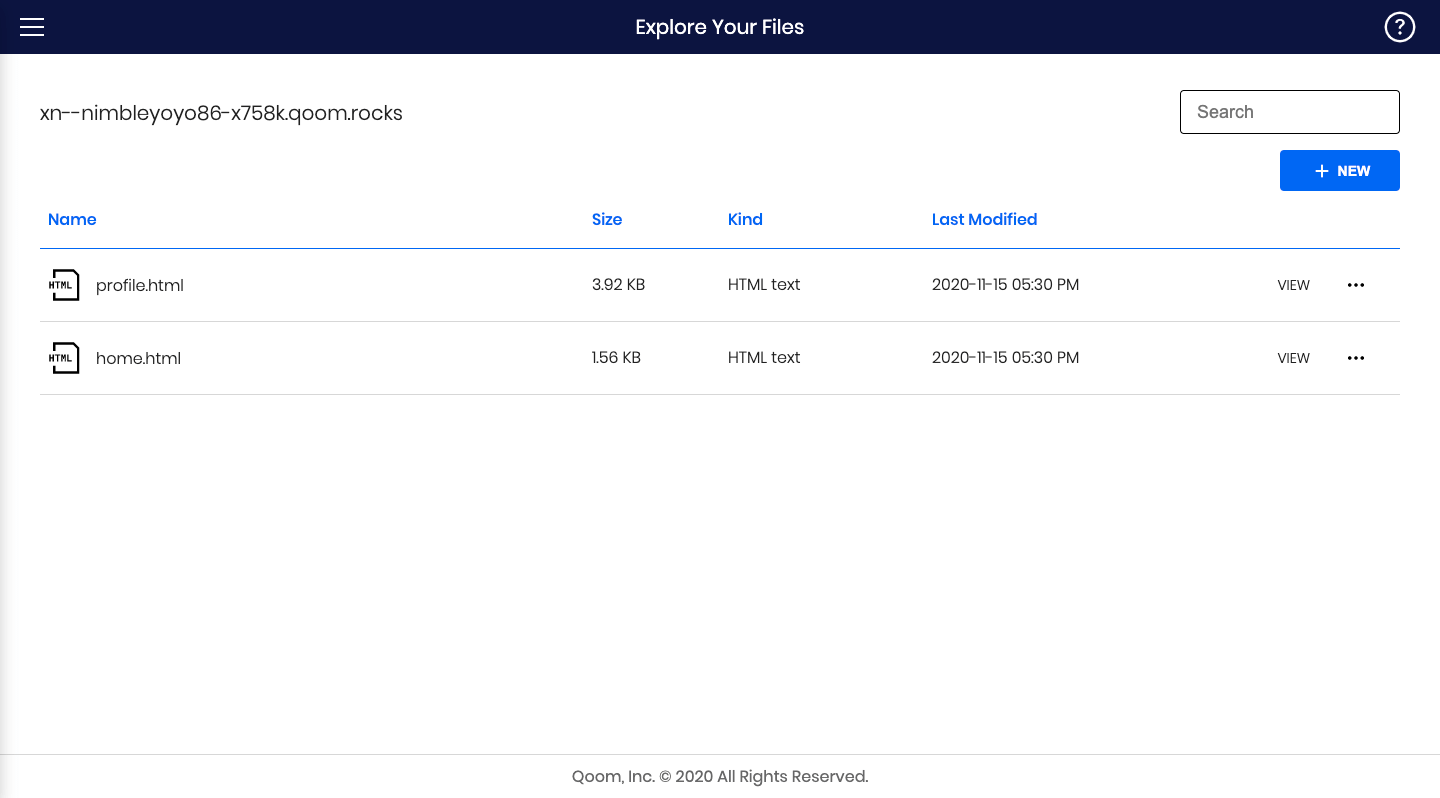 Explore Your Files
?
xn--nimbleyoyo86-x758k.qoom.rocks
Search
+ NEW
Name Size Kind Last Modified
HTML profile.html 3.92 KB HTML text 2020-11-15 05:30 PM VIEW •••
HTML home.html 1.56 KB HTML text 2020-11-15 05:30 PM VIEW •••
Qoom, Inc. © 2020 All Rights Reserved.